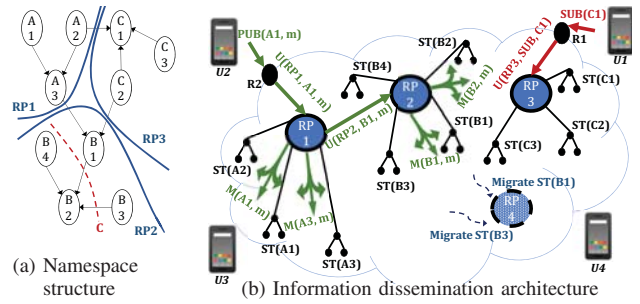 A
1
A
2
C
1
C
3
A
3
C
2
RP1
RP3
B
4
B
1
B
2
B
3
C
RP2
(a) Namespace
structure
U2
PUB(A1, m)
R2
U(RP1, A1, m)
ST(B4)
ST(B2)
SUB(C1)
R1
U1
U(RP3, SUB, C1)
RP
1
RP
2
RP
3
M(B2, m)
ST(C1)
U(RP2, B1, m)
ST(A2)
M(B1, m)
ST(B1)
ST(C2)
ST(C3)
ST(B3)
M(A1, m)
M(A3, m)
ST(A1)
ST(A3)
Migrate ST(B1)
RP
4
Migrate ST(B3)
U3
U4
(b) Information dissemination architecture